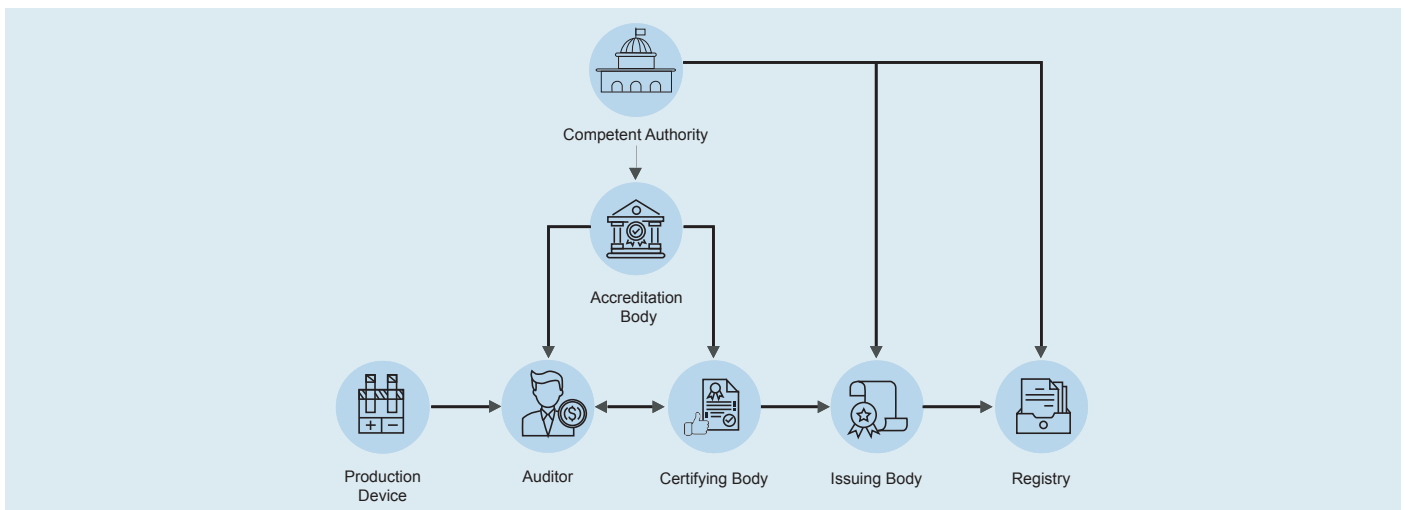 Competent Authority
Accreditation
Body
Production
Device
Auditor
Certifying Body
Issuing Body
Registry